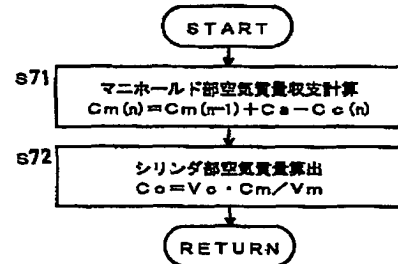 START
S71
マニホールド部空気質量収支計算
Cm(n)=Cm(n-1)+Ca-Cc(n)
S72
シリンダ部空気質量算出
Cc=Vc・Cm/Vm
RETURN